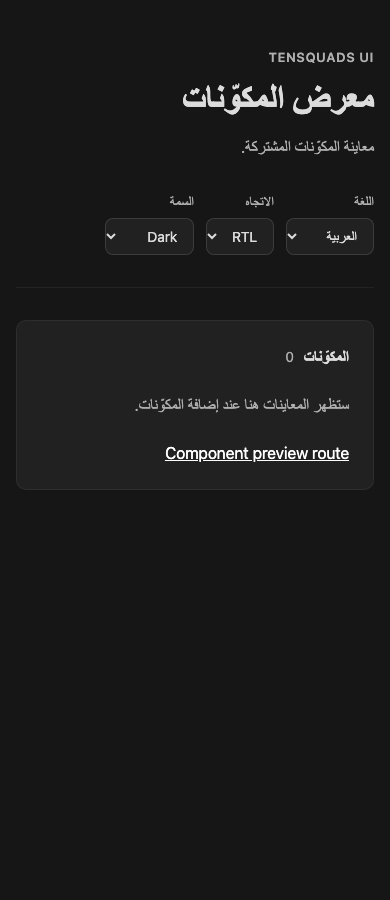 TENSQUADS UI
معرض المكوّنات
معاينة المكوّنات المشتركة.
اللغة الاتجاه السمة
العربية RTL Dark
المكوّنات 0
ستظهر المعاينات هنا عند إضافة المكوّنات.
Component preview route